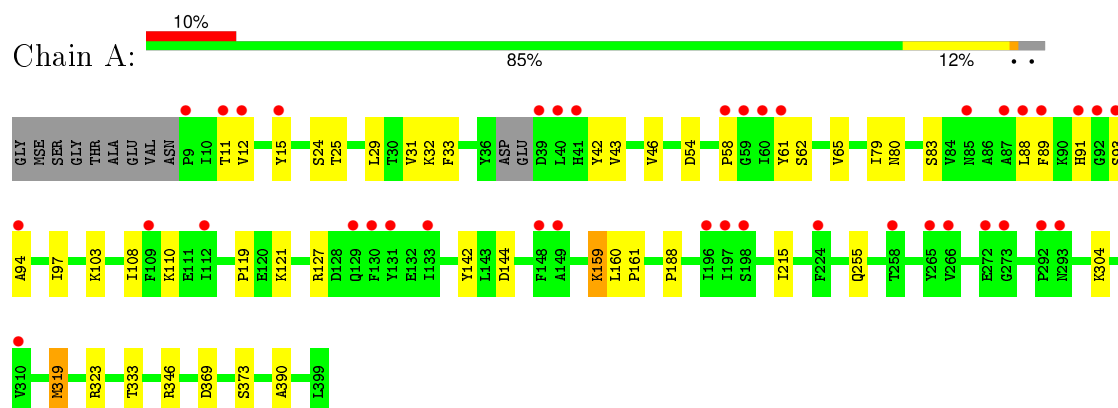 10%
Chain A:
85% 12% • •
GLY MSE SER GLY THR ALA GLU VAL ASN P9 I10 T11 V12 Y15 S24 T25 L29 T30 V31 K32 F33 Y36 ASP GLU D39 L40 H41 Y42 V43 V46 D54 P58 G59 I60 Y61 S62 V65 I79 N80 S83 V84 N85 A86 A87 L88 F89 K90 H91 G92 S93
A94 I97 K103 I108 F109 K110 E111 I112 P119 E120 K121 R127 D128 Q129 F130 Y131 E132 I133 Y142 L143 D144 F148 A149 K159 L160 P161 P188 I196 I197 S198 I215 F224 Q255 T258 Y265 V266 E272 G273 P292 N293 K304
V310 M319 R323 T333 R346 D369 S373 A390 L399